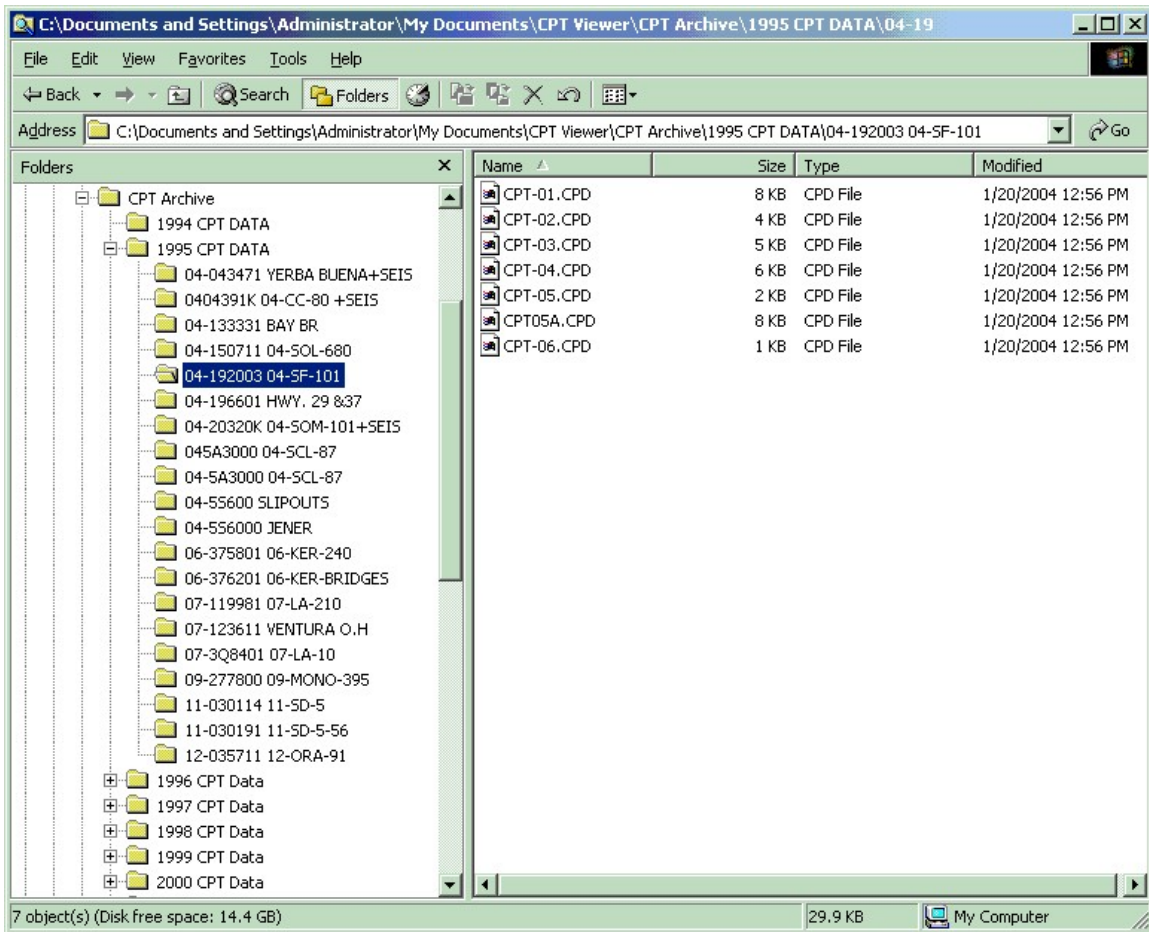 C:\Documents and Settings\Administrator\My Documents\CPT Viewer\CPT Archive\1995 CPT DATA\04-19
File Edit View Favorites Tools Help
Back Search Folders
Address C:\Documents and Settings\Administrator\My Documents\CPT Viewer\CPT Archive\1995 CPT DATA\04-192003 04-SF-101 Go
Folders
CPT Archive
1994 CPT DATA
1995 CPT DATA
04-043471 YERBA BUENA+SEIS
0404391K 04-CC-80 +SEIS
04-133331 BAY BR
04-150711 04-SOL-680
04-192003 04-SF-101
04-196601 HWY. 29 &37
04-20320K 04-SOM-101+SEIS
045A3000 04-SCL-87
04-5A3000 04-SCL-87
04-5S600 SLIPOUTS
04-5S6000 JENER
06-375801 06-KER-240
06-376201 06-KER-BRIDGES
07-119981 07-LA-210
07-123611 VENTURA O.H
07-3Q8401 07-LA-10
09-277800 09-MONO-395
11-030114 11-SD-5
11-030191 11-SD-5-56
12-035711 12-ORA-91
1996 CPT Data
1997 CPT Data
1998 CPT Data
1999 CPT Data
2000 CPT Data
Name Size Type Modified
CPT-01.CPD 8 KB CPD File 1/20/2004 12:56 PM
CPT-02.CPD 4 KB CPD File 1/20/2004 12:56 PM
CPT-03.CPD 5 KB CPD File 1/20/2004 12:56 PM
CPT-04.CPD 6 KB CPD File 1/20/2004 12:56 PM
CPT-05.CPD 2 KB CPD File 1/20/2004 12:56 PM
CPT05A.CPD 8 KB CPD File 1/20/2004 12:56 PM
CPT-06.CPD 1 KB CPD File 1/20/2004 12:56 PM
7 object(s) (Disk free space: 14.4 GB) 29.9 KB My Computer